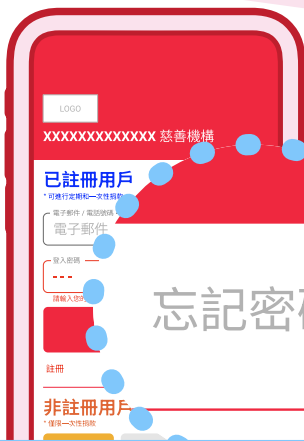 LOGO
XXXXXXXXXXXXX 慈善機構
已註冊用戶
* 可進行定期和一次性捐款
電子郵件 / 電話號碼
電子郵件
登入密碼
請輸入您的
忘記密碼
註冊
非註冊用戶
* 僅限一次性捐款